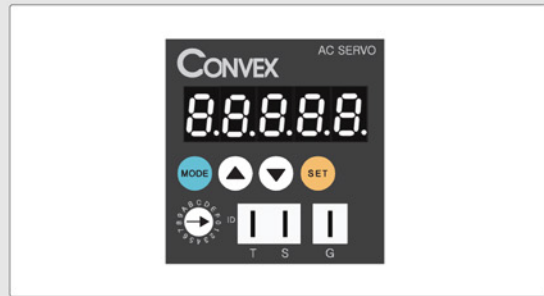 AC SERVO
CONVEX
8.8.8.8.8.
MODE SET
ID
T S G